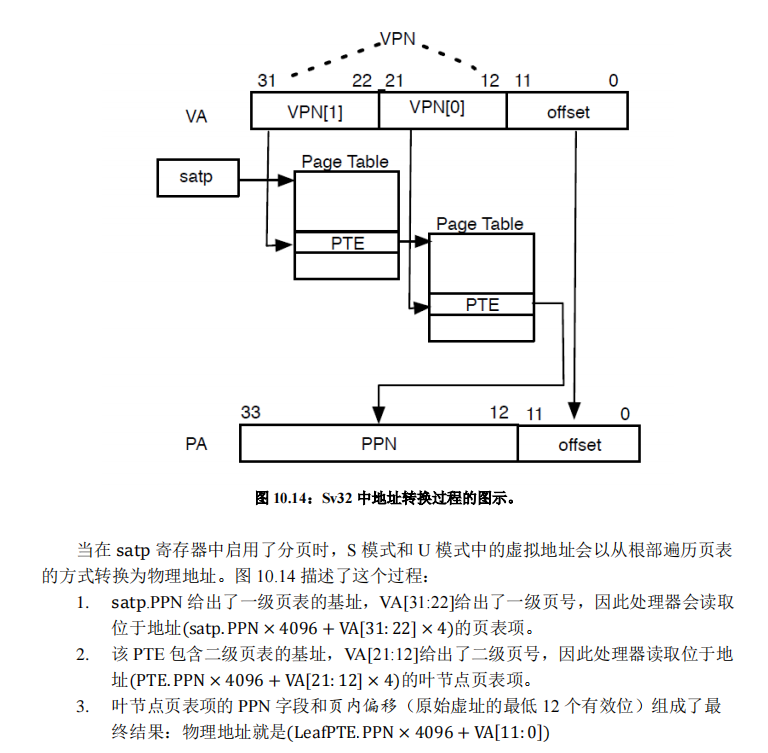 VPN
31 22 21 12 11 0
VA VPN[1] VPN[0] offset
satp
Page Table
PTE
Page Table
PTE
33 12 11 0
PA PPN offset
图 10.14：Sv32 中地址转换过程的图示。
当在 satp 寄存器中启用了分页时，S 模式和 U 模式中的虚拟地址会以从根部遍历页表
的方式转换为物理地址。图 10.14 描述了这个过程：
1. satp.PPN 给出了一级页表的基址，VA[31:22]给出了一级页号，因此处理器会读取
位于地址(satp. PPN × 4096 + VA[31: 22] × 4)的页表项。
2. 该 PTE 包含二级页表的基址，VA[21:12]给出了二级页号，因此处理器读取位于地
址(PTE. PPN × 4096 + VA[21: 12] × 4)的叶节点页表项。
3. 叶节点页表项的 PPN 字段和页内偏移（原始虚址的最低 12 个有效位）组成了最
终结果：物理地址就是(LeafPTE. PPN × 4096 + VA[11: 0])